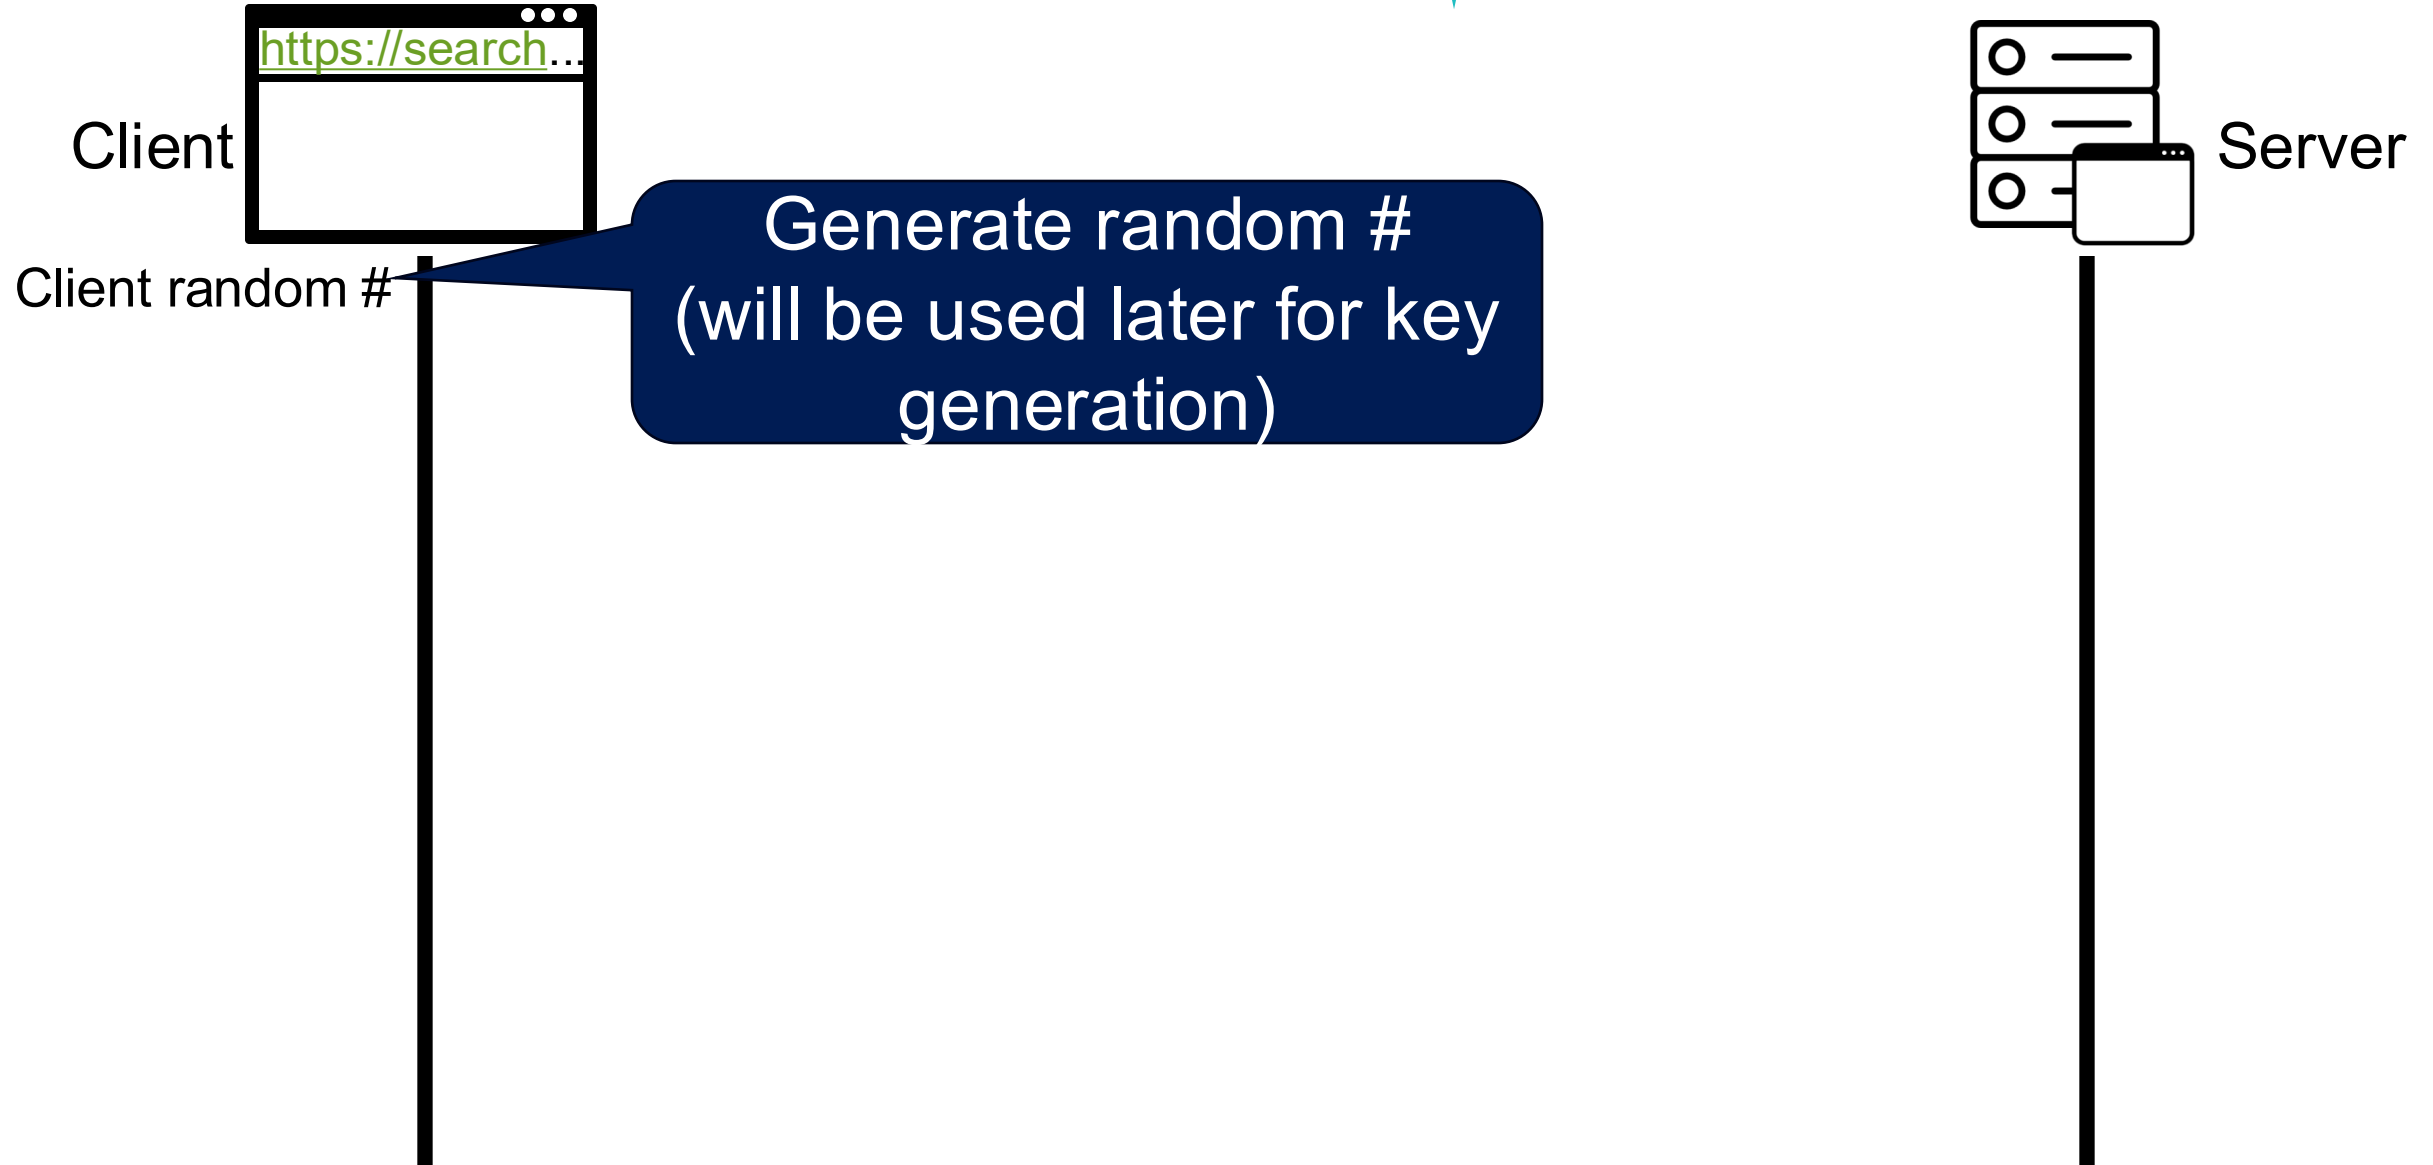 https://search...
Client
Server
Generate random #
(will be used later for key
generation)
Client random #